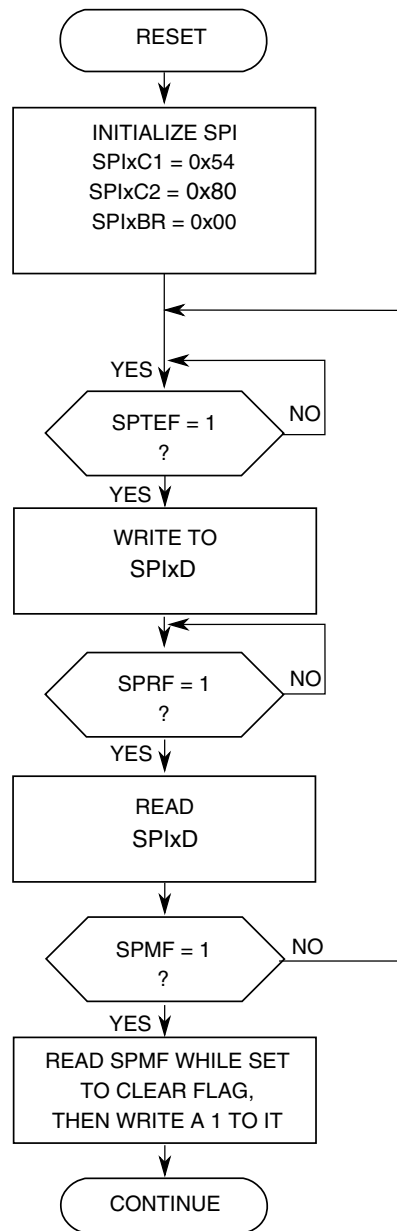 RESET
INITIALIZE SPI
SPIxC1 = 0x54
SPIxC2 = 0x80
SPIxBR = 0x00
YES
SPTEF = 1
?
NO
YES
WRITE TO
SPIxD
SPRF = 1
?
NO
YES
READ
SPIxD
SPMF = 1
?
NO
YES
READ SPMF WHILE SET
TO CLEAR FLAG,
THEN WRITE A 1 TO IT
CONTINUE